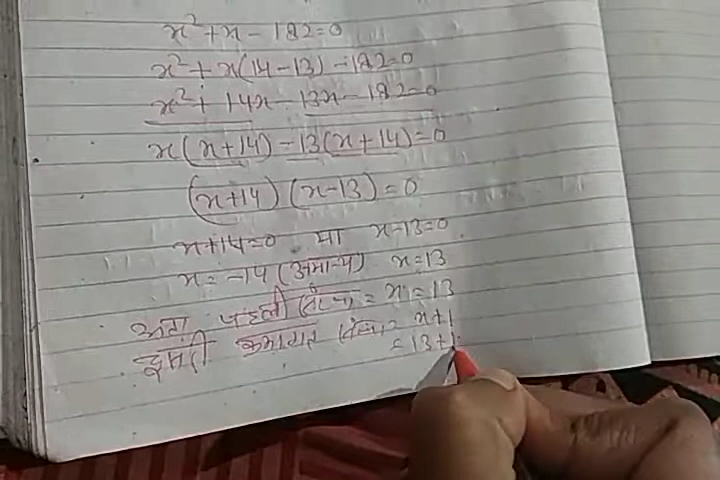 x²+x-182=0
x²+x(14-13)-182=0
x²+14x-13x-182=0
x(x+14)-13(x+14)=0
(x+14)(x-13)=0
x+14=0 या x-13=0
x=-14 (अमान्य) x=13
अतः पहली संख्या = x = 13
दूसरी क्रमागत संख्या = x+1
= 13+1